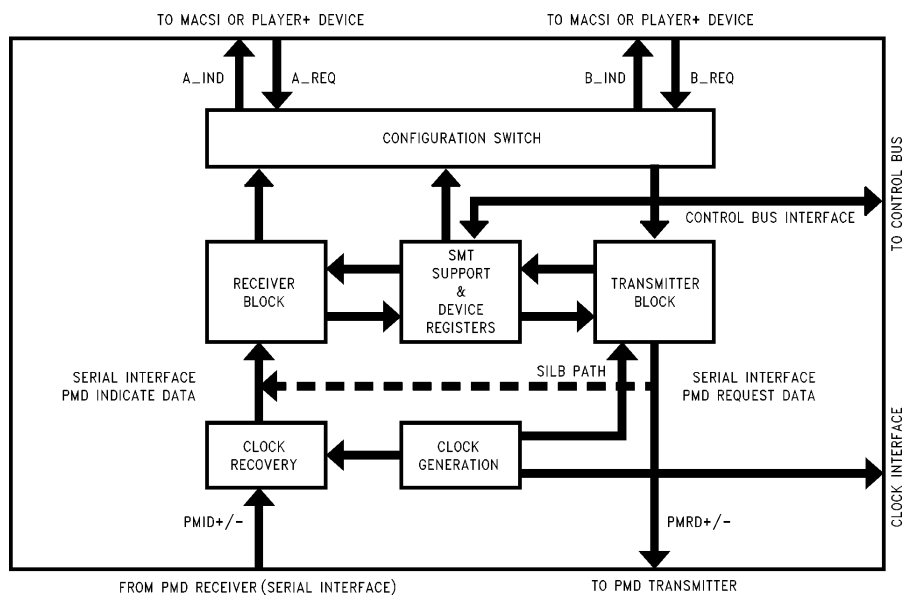 TO MACSI OR PLAYER+ DEVICE
TO MACSI OR PLAYER+ DEVICE
A_IND
A_REQ
B_IND
B_REQ
CONFIGURATION SWITCH
TO CONTROL BUS
CONTROL BUS INTERFACE
RECEIVER
BLOCK
SMT
SUPPORT
&
DEVICE
REGISTERS
TRANSMITTER
BLOCK
SERIAL INTERFACE
PMD INDICATE DATA
SILB PATH
SERIAL INTERFACE
PMD REQUEST DATA
CLOCK
RECOVERY
CLOCK
GENERATION
CLOCK INTERFACE
PMID+/-
PMRD+/-
FROM PMD RECEIVER (SERIAL INTERFACE)
TO PMD TRANSMITTER